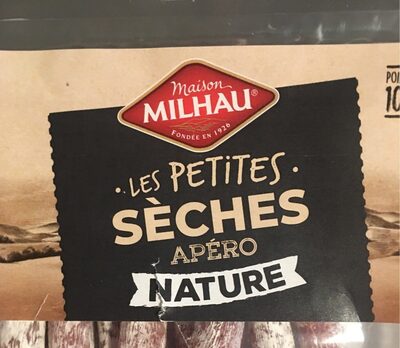 Maison
MILHAU®
FONDÉE EN 1926
LES PETITES
SÈCHES
APÉRO
NATURE